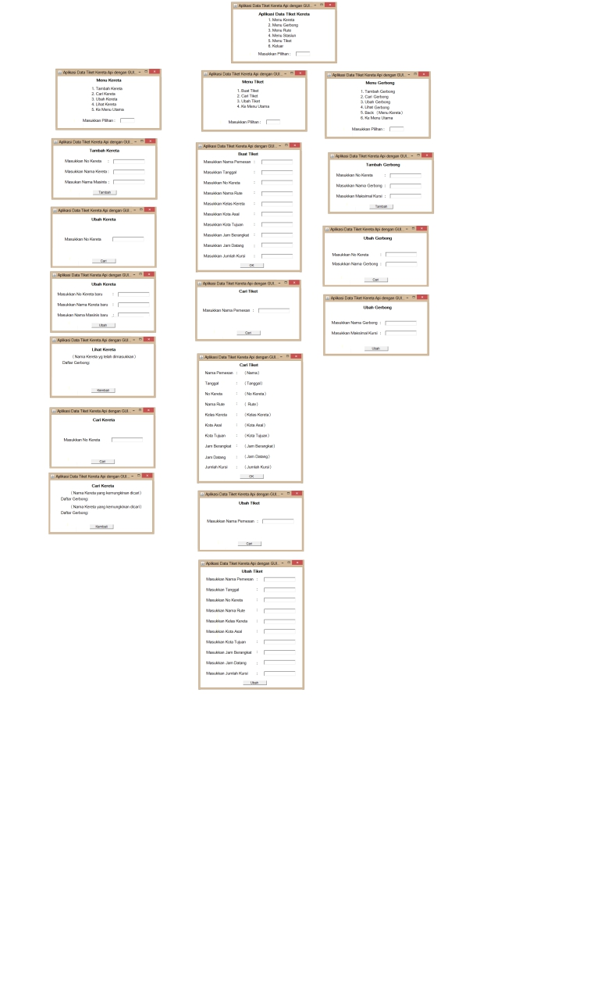 Aplikasi Data Tiket Kereta Api dengan GUI..
Aplikasi Data Tiket Kereta
1. Menu Kereta
2. Menu Gerbong
3. Menu Rute
4. Menu Stasiun
5. Menu Tiket
6. Keluar
Masukkan Pilihan :
Aplikasi Data Tiket Kereta Api dengan GUI..
Menu Kereta
1. Tambah Kereta
2. Cari Kereta
3. Ubah Kereta
4. Lihat Kereta
5. Ke Menu Utama
Masukkan Pilihan :
Aplikasi Data Tiket Kereta Api dengan GUI..
Tambah Kereta
Masukkan No Kereta :
Masukkan Nama Kereta :
Masukan Nama Masinis :
Tambah
Aplikasi Data Tiket Kereta Api dengan GUI..
Ubah Kereta
Masukkan No Kereta
Cari
Aplikasi Data Tiket Kereta Api dengan GUI..
Ubah Kereta
Masukkan No Kereta baru :
Masukkan Nama Kereta baru :
Masukan Nama Masinis baru :
Ubah
Aplikasi Data Tiket Kereta Api dengan GUI..
Lihat Kereta
( Nama Kereta yg telah dimasukkan )
Daftar Gerbong:
Kembali
Aplikasi Data Tiket Kereta Api dengan GUI..
Cari Kereta
Masukkan No Kereta
Cari
Aplikasi Data Tiket Kereta Api dengan GUI..
Cari Kereta
( Nama Kereta yang kemungkinan dicari)
Daftar Gerbong:
( Nama Kereta yang kemungkinan dicari)
Daftar Gerbong:
Kembali
Aplikasi Data Tiket Kereta Api dengan GUI..
Menu Tiket
1. Buat Tiket
2. Cari Tiket
3. Ubah Tiket
4. Ke Menu Utama
Masukkan Pilihan :
Aplikasi Data Tiket Kereta Api dengan GUI..
Buat Tiket
Masukkan Nama Pemesan :
Masukkan Tanggal :
Masukkan No Kereta :
Masukkan Nama Rute :
Masukkan Kelas Kereta :
Masukkan Kota Asal :
Masukkan Kota Tujuan :
Masukkan Jam Berangkat :
Masukkan Jam Datang :
Masukkan Jumlah Kursi :
OK
Aplikasi Data Tiket Kereta Api dengan GUI..
Cari Tiket
Masukkan Nama Pemesan :
Cari
Aplikasi Data Tiket Kereta Api dengan GUI..
Cari Tiket
Nama Pemesan : ( Nama )
Tanggal : ( Tanggal )
No Kereta : ( No Kereta )
Nama Rute : ( Rute )
Kelas Kereta : ( Kelas Kereta )
Kota Asal : ( Kota Asal )
Kota Tujuan : ( Kota Tujuan )
Jam Berangkat : ( Jam Berangkat )
Jam Datang : ( Jam Datang )
Jumlah Kursi : ( Jumlah Kursi )
OK
Aplikasi Data Tiket Kereta Api dengan GUI..
Ubah Tiket
Masukkan Nama Pemesan :
Cari
Aplikasi Data Tiket Kereta Api dengan GUI..
Ubah Tiket
Masukkan Nama Pemesan :
Masukkan Tanggal :
Masukkan No Kereta :
Masukkan Nama Rute :
Masukkan Kelas Kereta :
Masukkan Kota Asal :
Masukkan Kota Tujuan :
Masukkan Jam Berangkat :
Masukkan Jam Datang :
Masukkan Jumlah Kursi :
Ubah
Aplikasi Data Tiket Kereta Api dengan GUI..
Menu Gerbong
1. Tambah Gerbong
2. Cari Gerbong
3. Ubah Gerbong
4. Lihat Gerbong
5. Back ( Menu Kereta )
6. Ke Menu Utama
Masukkan Pilihan :
Aplikasi Data Tiket Kereta Api dengan GUI..
Tambah Gerbong
Masukkan No Kereta :
Masukkan Nama Gerbong :
Masukkan Maksimal Kursi :
Tambah
Aplikasi Data Tiket Kereta Api dengan GUI..
Ubah Gerbong
Masukkan No Kereta :
Masukkan Nama Gerbong :
Cari
Aplikasi Data Tiket Kereta Api dengan GUI..
Ubah Gerbong
Masukkan Nama Gerbong :
Masukkan Maksimal Kursi :
Ubah